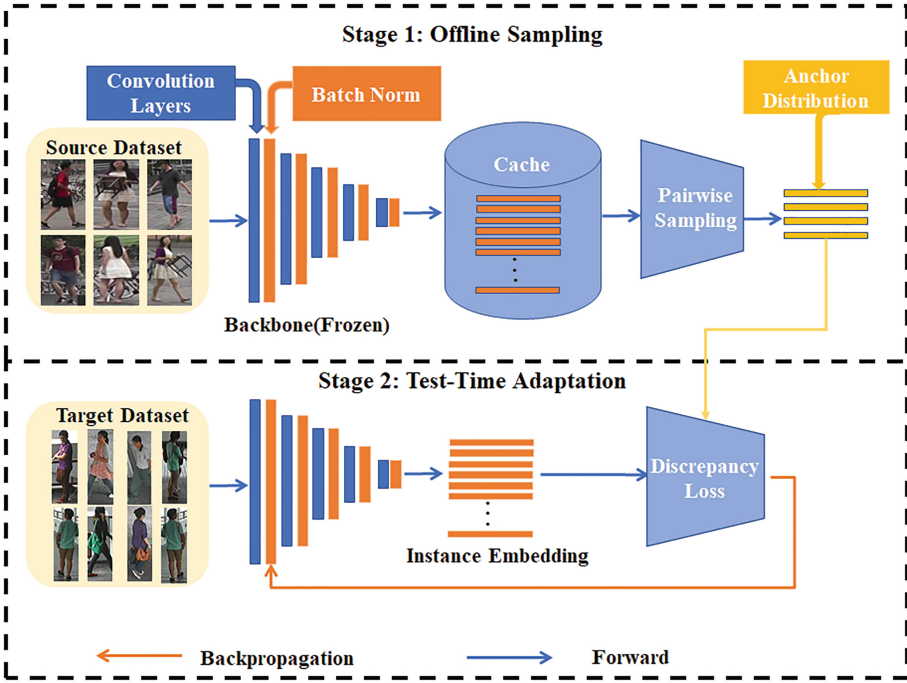 Stage 1: Offline Sampling
Convolution
Layers
Batch Norm
Anchor
Distribution
Source Dataset
Cache
Pairwise
Sampling
Backbone(Frozen)
Stage 2: Test-Time Adaptation
Target Dataset
Discrepancy
Loss
Instance Embedding
Backpropagation
Forward